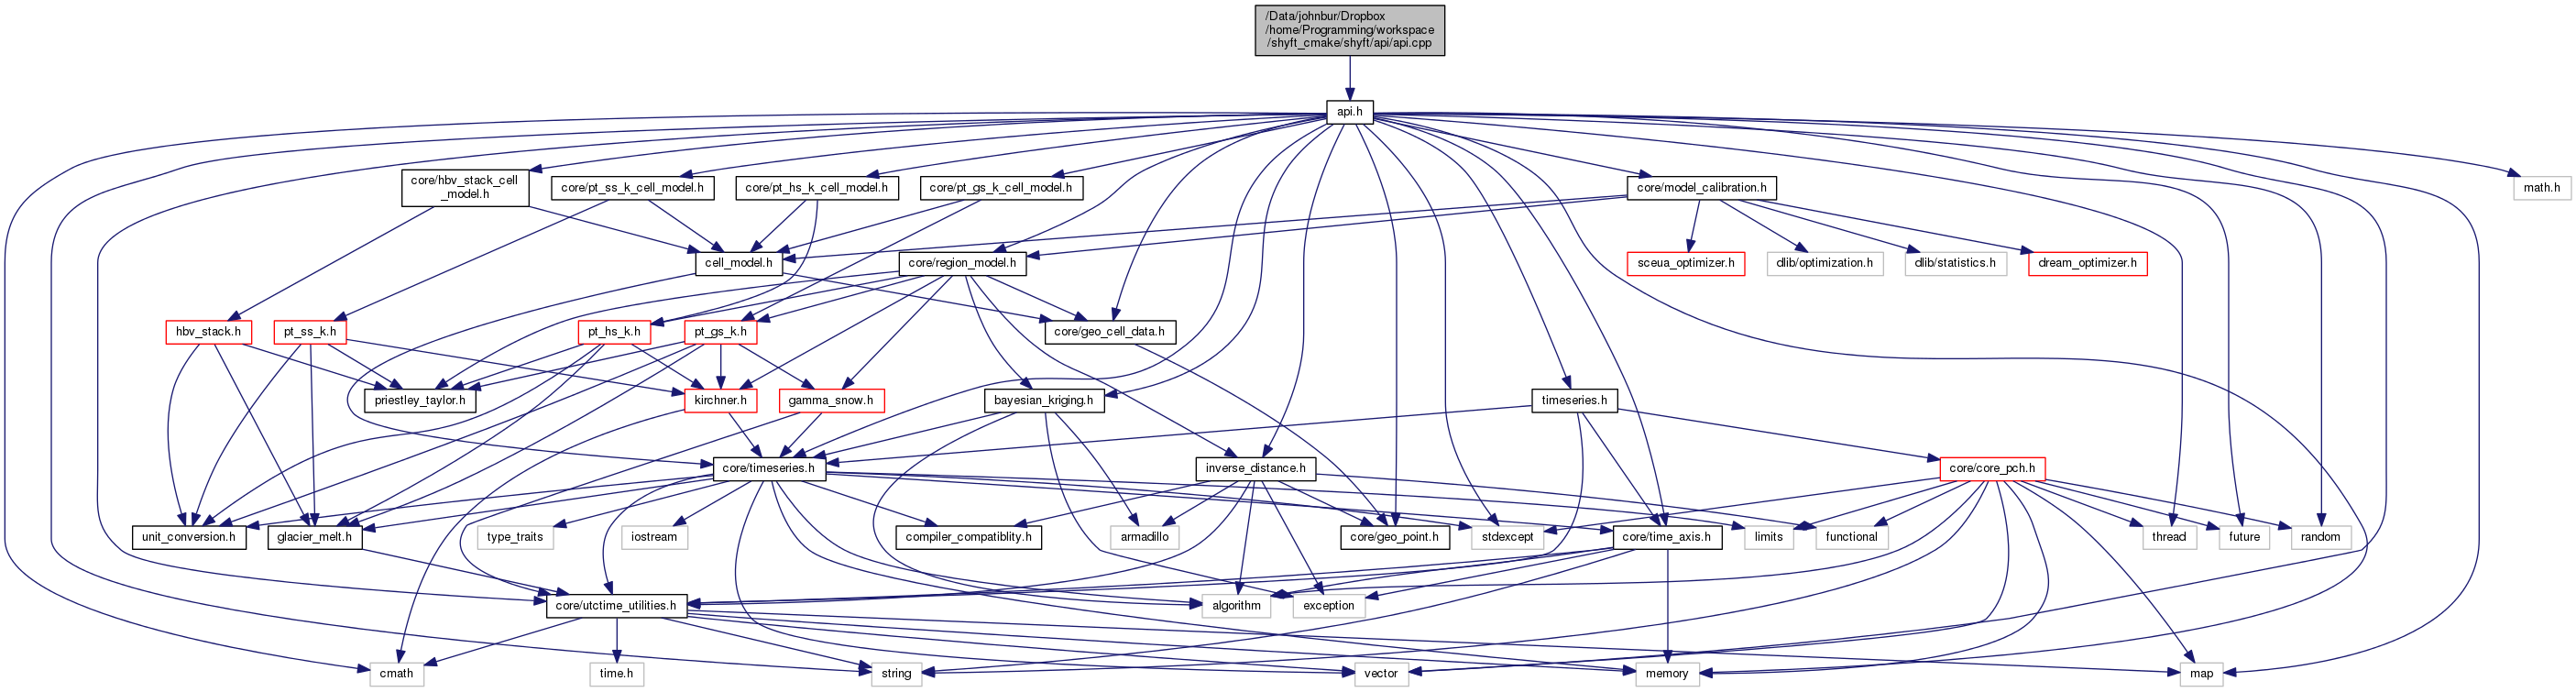 /Data/johnbur/Dropbox
/home/Programming/workspace
/shyft_cmake/shyft/api/api.cpp
api.h
core/hbv_stack_cell
_model.h
core/pt_ss_k_cell_model.h
core/pt_hs_k_cell_model.h
core/pt_gs_k_cell_model.h
core/model_calibration.h
math.h
cell_model.h
core/region_model.h
sceua_optimizer.h
dlib/optimization.h
dlib/statistics.h
dream_optimizer.h
hbv_stack.h
pt_ss_k.h
pt_hs_k.h
pt_gs_k.h
core/geo_cell_data.h
priestley_taylor.h
kirchner.h
gamma_snow.h
bayesian_kriging.h
timeseries.h
core/timeseries.h
inverse_distance.h
core/core_pch.h
unit_conversion.h
glacier_melt.h
type_traits
iostream
compiler_compatiblity.h
armadillo
core/geo_point.h
stdexcept
core/time_axis.h
limits
functional
thread
future
random
core/utctime_utilities.h
algorithm
exception
cmath
time.h
string
vector
memory
map